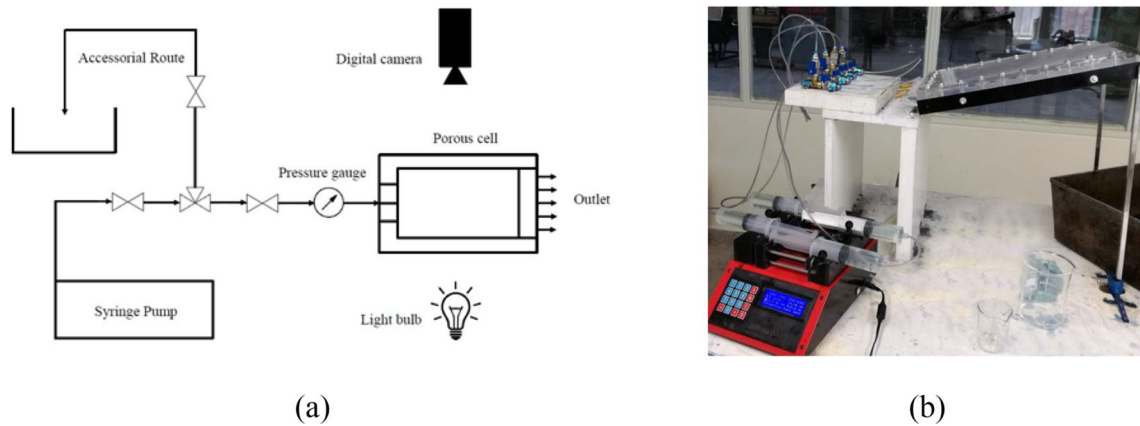 Accessorial Route
Digital camera
Porous cell
Pressure gauge
Outlet
Syringe Pump
Light bulb
(a)
(b)